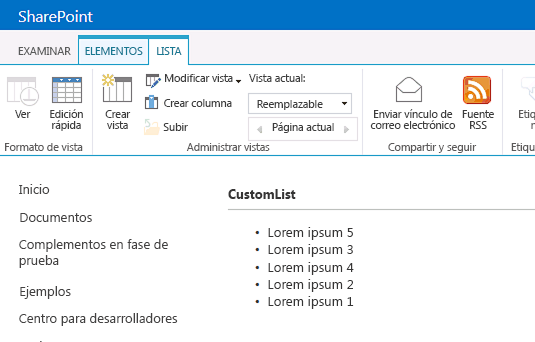 SharePoint
EXAMINAR ELEMENTOS LISTA
Ver
Edición
rápida
Formato de vista
Crear
vista
Modificar vista
Crear columna
Subir
Vista actual:
Reemplazable
Página actual
Administrar vistas
Enviar vínculo de
correo electrónico
Fuente
RSS
Compartir y seguir
Inicio
Documentos
Complementos en fase de
prueba
Ejemplos
Centro para desarrolladores
CustomList
• Lorem ipsum 5
• Lorem ipsum 3
• Lorem ipsum 4
• Lorem ipsum 2
• Lorem ipsum 1